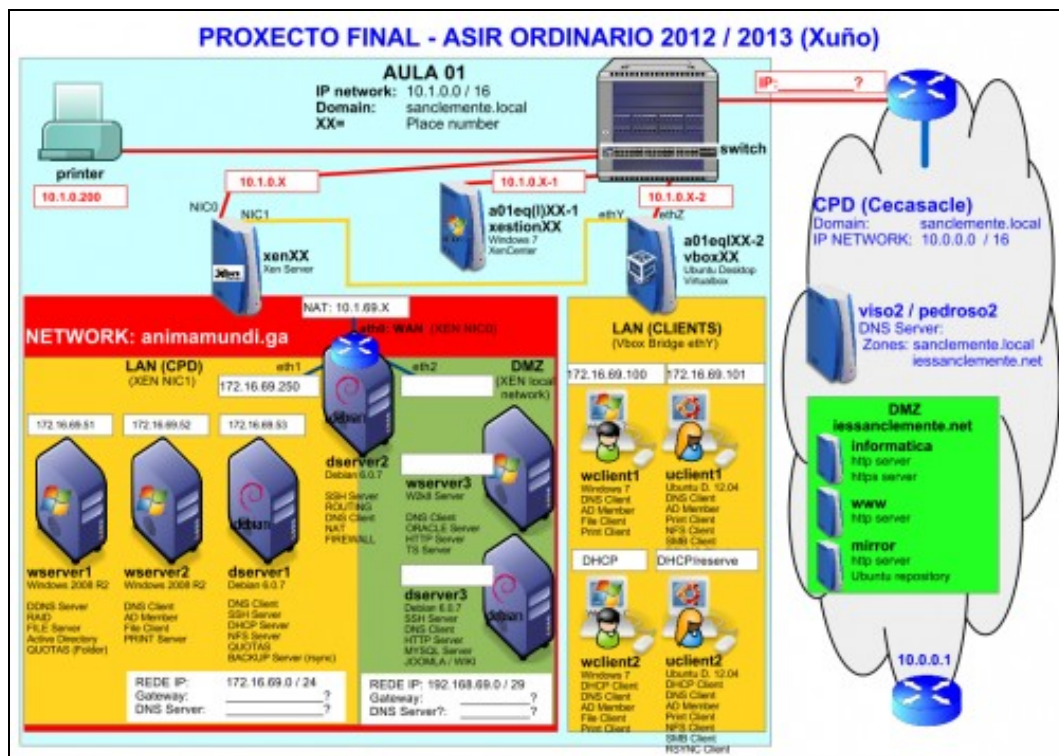 PROXECTO FINAL - ASIR ORDINARIO 2012 / 2013 (Xuño)
AULA 01
IP network: 10.1.0.0 / 16
Domain: sanclemente.local
XX= Place number
IP:________?
switch
printer
10.1.0.200
10.1.0.X
10.1.0.X-1
10.1.0.X-2
NIC0
NIC1
ethY
ethZ
xenXX
Xen Server
a01eq(l)XX-1
xestionXX
Windows 7
XenCenter
a01eqlXX-2
vboxXX
Ubuntu Desktop
Virtualbox
CPD (Cecasacle)
Domain: sanclemente.local
IP NETWORK: 10.0.0.0 / 16
viso2 / pedroso2
DNS Server:
Zones: sanclemente.local
iessanclemente.net
DMZ
iessanclemente.net
informatica
http server
https server
www
http server
mirror
http server
Ubuntu repository
10.0.0.1
NAT: 10.1.69.X
NETWORK: animamundi.ga
eth0: WAN (XEN NIC0)
LAN (CPD)
(XEN NIC1)
eth1
172.16.69.250
eth2
DMZ
(XEN local
network)
172.16.69.51
172.16.69.52
172.16.69.53
debian
debian
debian
dserver2
Debian 6.0.7
SSH Server
ROUTING
DNS Client
NAT
FIREWALL
wserver3
W2k8 Server
DNS Client
ORACLE Server
HTTP Server
TS Server
wserver1
Windows 2008 R2
DDNS Server
RAID
FILE Server
Active Directory
QUOTAS (Folder)
wserver2
Windows 2008 R2
DNS Client
AD Member
File Client
PRINT Server
dserver1
Debian 6.0.7
DNS Client
SSH Server
DHCP Server
NFS Server
QUOTAS
BACKUP Server (rsync)
dserver3
Debian 6.0.7
SSH Server
DNS Client
HTTP Server
MYSQL Server
JOOMLA / WIKI
REDE IP: 172.16.69.0 / 24
Gateway: ____________?
DNS Server: ____________?
REDE IP: 192.168.69.0 / 29
Gateway: ____________?
DNS Server?: ____________?
LAN (CLIENTS)
(Vbox Bridge ethY)
172.16.69.100
172.16.69.101
wclient1
Windows 7
DNS Client
AD Member
File Client
Print Client
uclient1
Ubuntu D. 12.04
DNS Client
AD Member
Print Client
NFS Client
SMB Client
DHCP
DHCP/reserve
wclient2
Windows 7
DHCP Client
DNS Client
AD Member
File Client
Print Client
uclient2
Ubuntu D. 12.04
DHCP Client
DNS Client
AD Member
Print Client
NFS Client
SMB Client
RSYNC Client